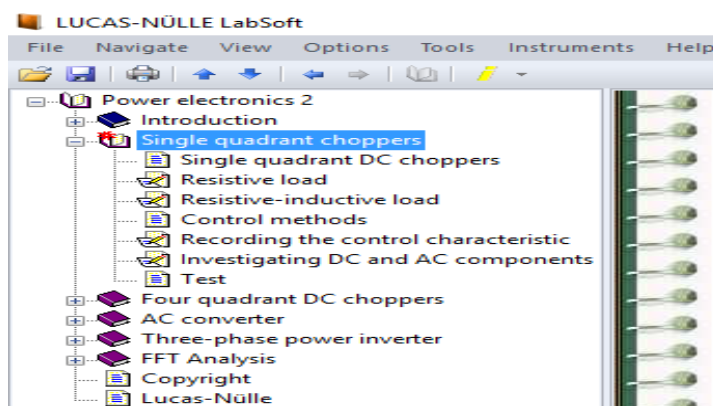 LUCAS-NÜLLE LabSoft
File Navigate View Options Tools Instruments Help
Power electronics 2
Introduction
Single quadrant choppers
Single quadrant DC choppers
Resistive load
Resistive-inductive load
Control methods
Recording the control characteristic
Investigating DC and AC components
Test
Four quadrant DC choppers
AC converter
Three-phase power inverter
FFT Analysis
Copyright
Lucas-Nülle